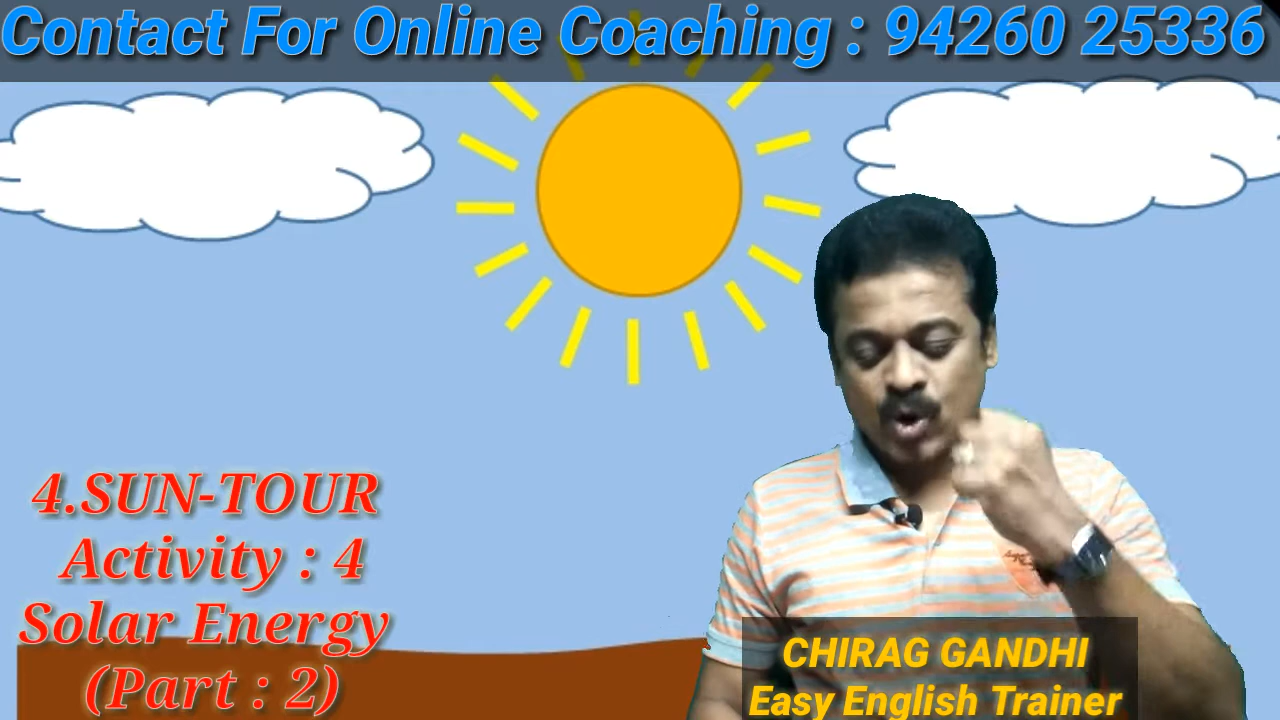 Contact For Online Coaching : 94260 25336
4.SUN-TOUR
Activity : 4
Solar Energy
(Part : 2)
CHIRAG GANDHI
Easy English Trainer